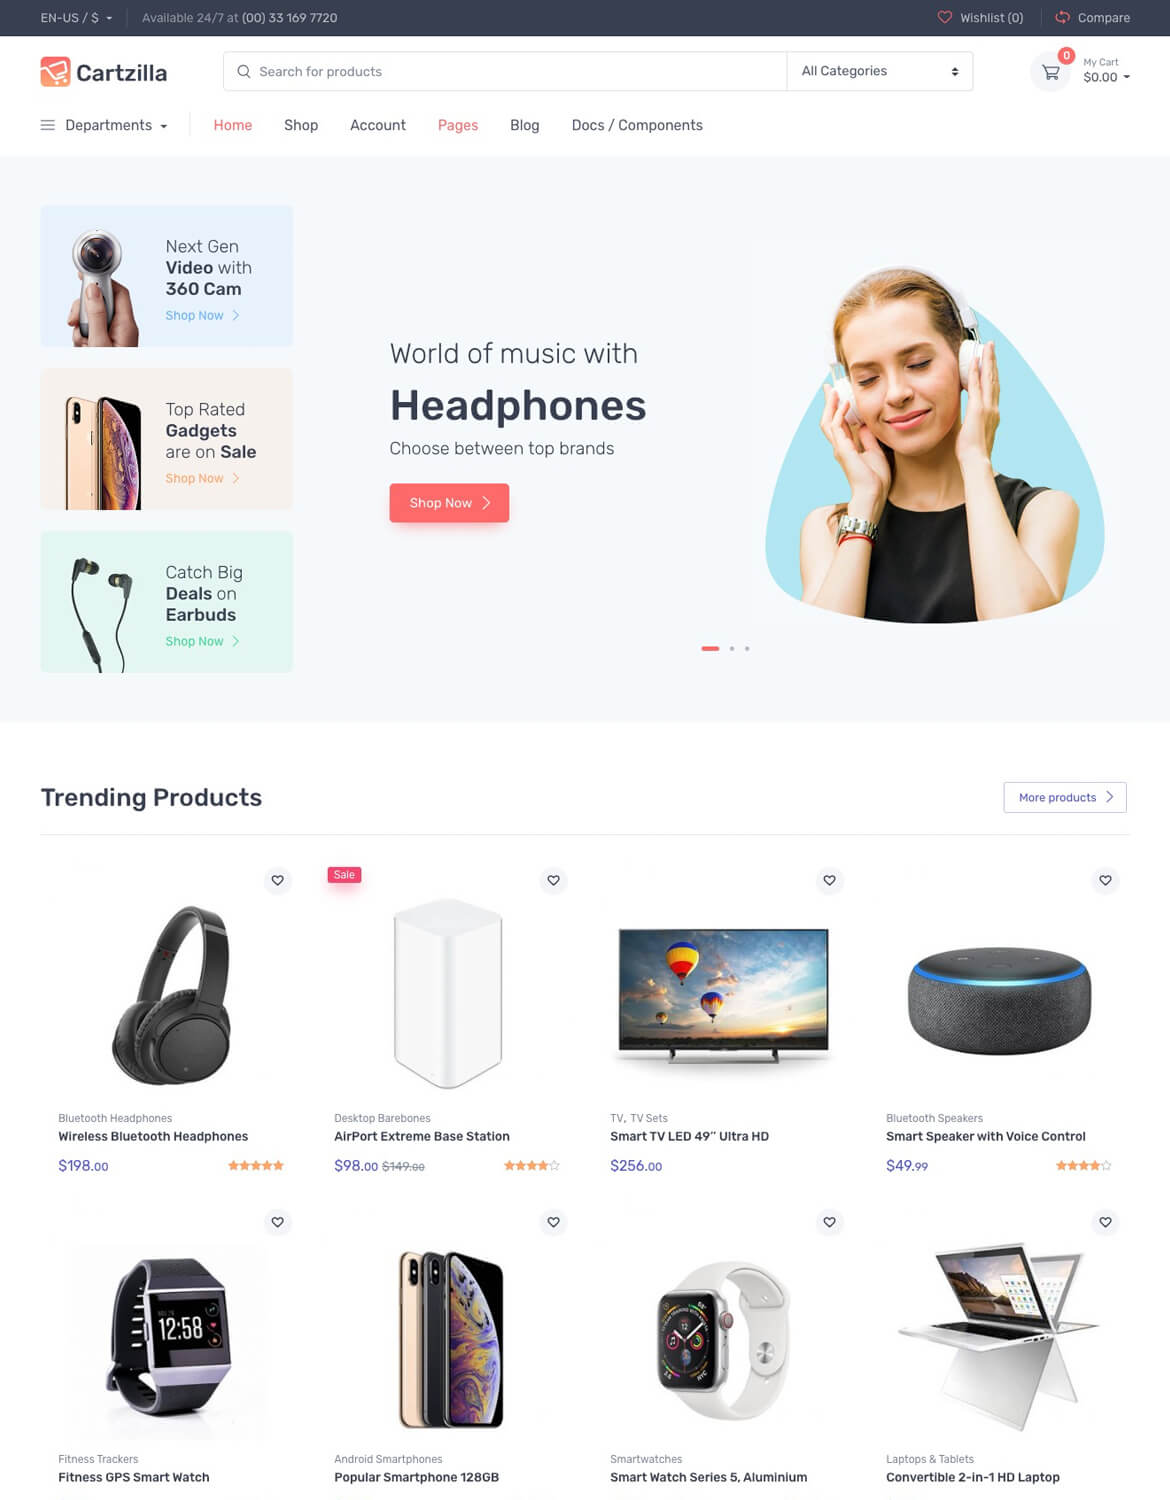 EN-US / $
Available 24/7 at (00) 33 169 7720
Wishlist (0)
Compare
Cartzilla
Search for products
All Categories
0
My Cart
$0.00
Departments
Home
Shop
Account
Pages
Blog
Docs / Components
Next Gen
Video with
360 Cam
Shop Now
Top Rated
Gadgets
are on Sale
Shop Now
Catch Big
Deals on
Earbuds
Shop Now
World of music with
Headphones
Choose between top brands
Shop Now
Trending Products
More products
Sale
Bluetooth Headphones
Wireless Bluetooth Headphones
$198.00
Desktop Barebones
AirPort Extreme Base Station
$98.00 $149.00
TV, TV Sets
Smart TV LED 49″ Ultra HD
$256.00
Bluetooth Speakers
Smart Speaker with Voice Control
$49.99
12:58
Fitness Trackers
Fitness GPS Smart Watch
Android Smartphones
Popular Smartphone 128GB
Smartwatches
Smart Watch Series 5, Aluminium
Laptops & Tablets
Convertible 2-in-1 HD Laptop